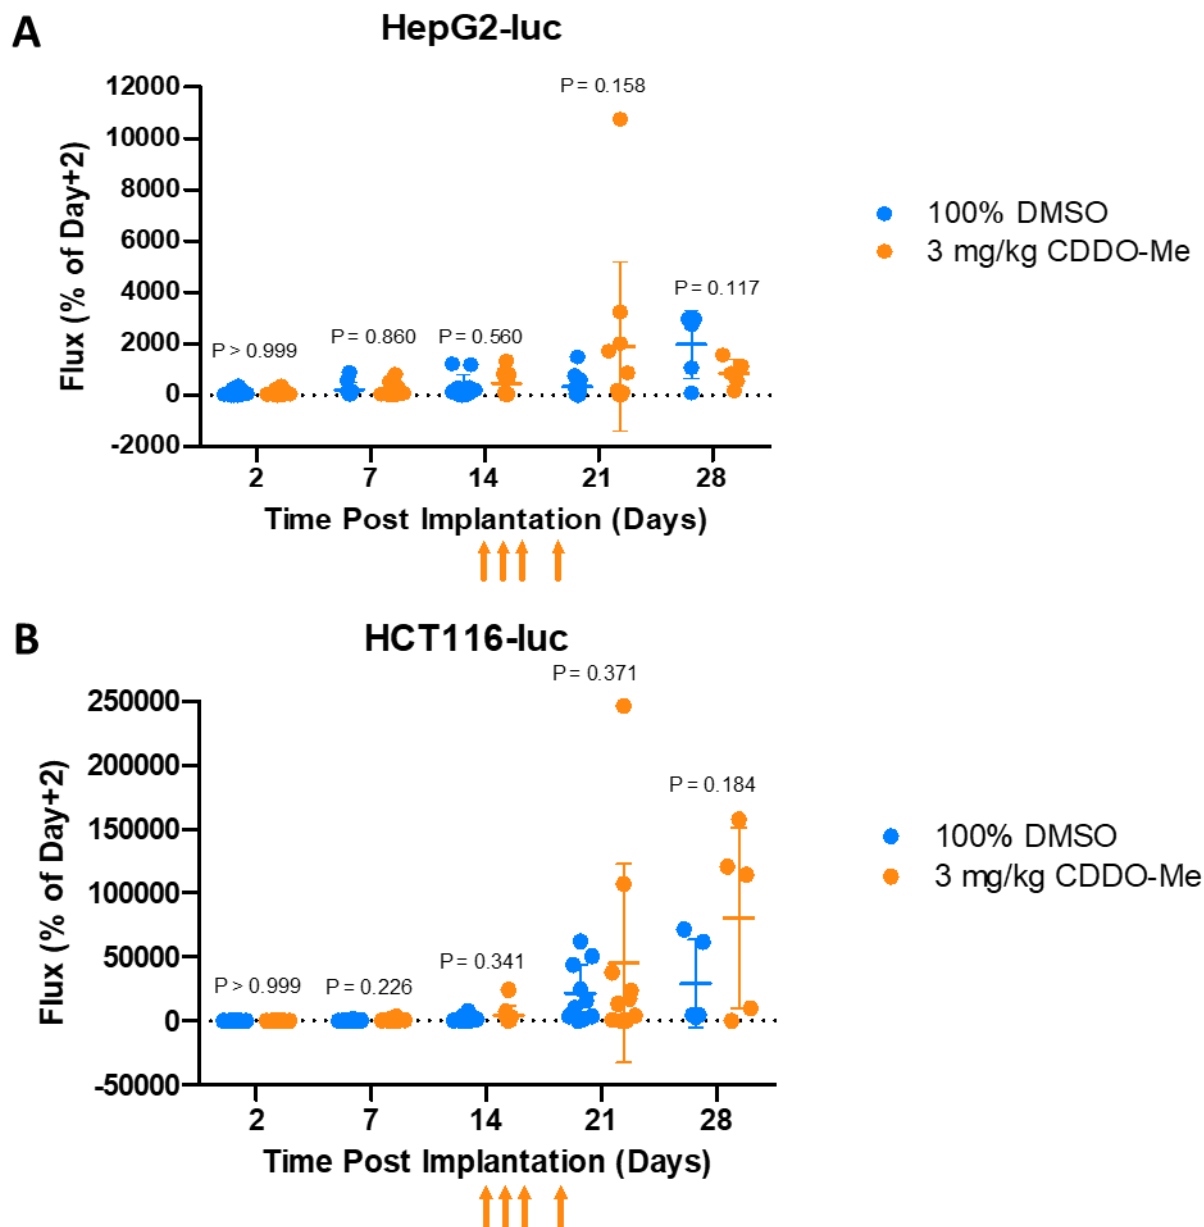 A
HepG2-luc
P = 0.158
12000
10000
8000
6000
4000
2000
0
-2000
Flux (% of Day+2)
P > 0.999
P = 0.860
P = 0.560
P = 0.117
100% DMSO
3 mg/kg CDDO-Me
2 7 14 21 28
Time Post Implantation (Days)
B
HCT116-luc
P = 0.371
250000
200000
150000
100000
50000
0
-50000
Flux (% of Day+2)
P > 0.999
P = 0.226
P = 0.341
P = 0.184
100% DMSO
3 mg/kg CDDO-Me
2 7 14 21 28
Time Post Implantation (Days)